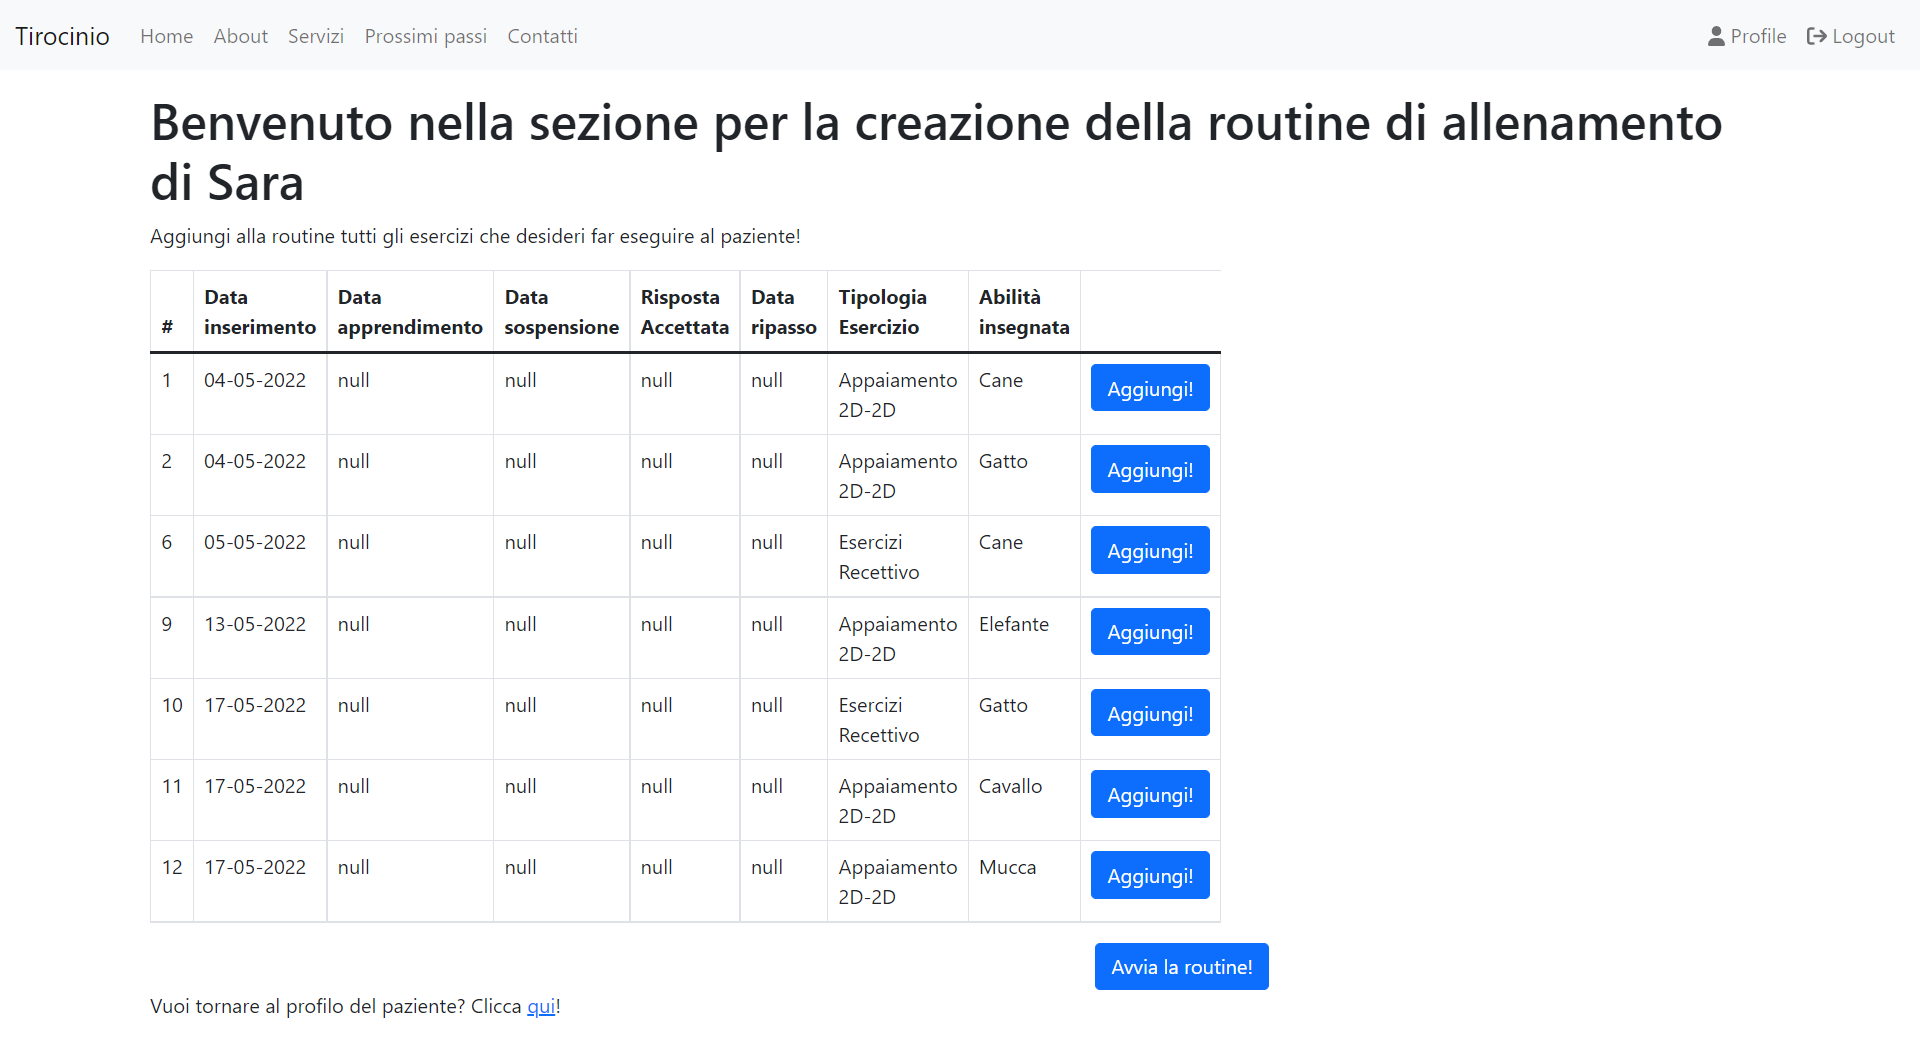 Tirocinio Home About Servizi Prossimi passi Contatti Profile Logout
Benvenuto nella sezione per la creazione della routine di allenamento
di Sara
Aggiungi alla routine tutti gli esercizi che desideri far eseguire al paziente!
# Data inserimento Data apprendimento Data sospensione Risposta Accettata Data ripasso Tipologia Esercizio Abilità insegnata
1 04-05-2022 null null null null Appaiamento 2D-2D Cane Aggiungi!
2 04-05-2022 null null null null Appaiamento 2D-2D Gatto Aggiungi!
6 05-05-2022 null null null null Esercizi Recettivo Cane Aggiungi!
9 13-05-2022 null null null null Appaiamento 2D-2D Elefante Aggiungi!
10 17-05-2022 null null null null Esercizi Recettivo Gatto Aggiungi!
11 17-05-2022 null null null null Appaiamento 2D-2D Cavallo Aggiungi!
12 17-05-2022 null null null null Appaiamento 2D-2D Mucca Aggiungi!
Avvia la routine!
Vuoi tornare al profilo del paziente? Clicca qui!